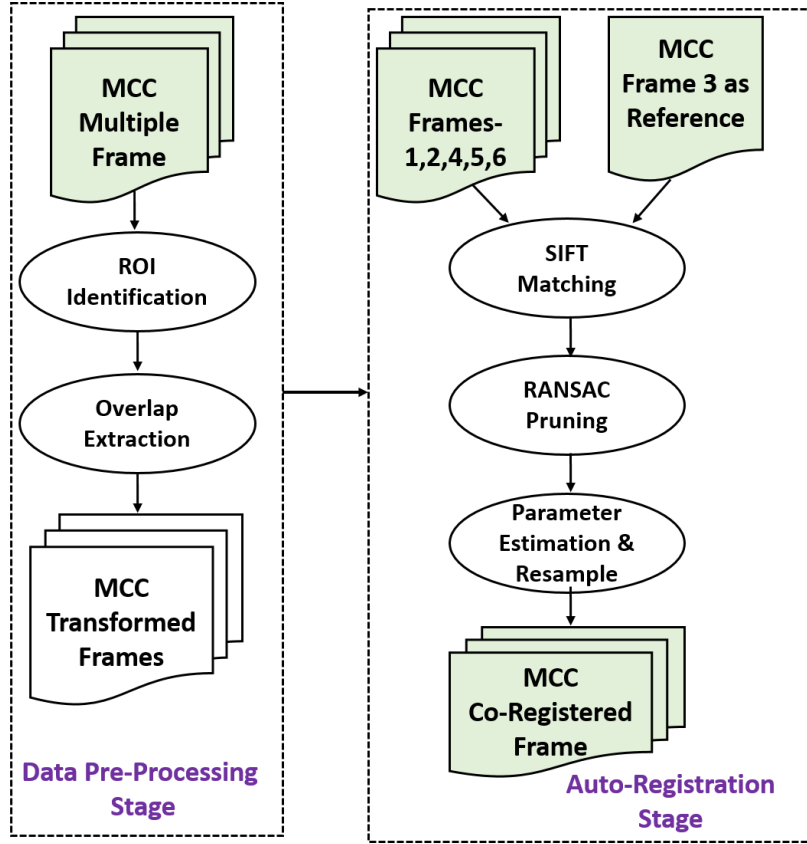 MCC
Multiple
Frame
ROI
Identification
Overlap
Extraction
MCC
Transformed
Frames
Data Pre-Processing
Stage
MCC
Frames-
1,2,4,5,6
MCC
Frame 3 as
Reference
SIFT
Matching
RANSAC
Pruning
Parameter
Estimation &
Resample
MCC
Co-Registered
Frame
Auto-Registration
Stage